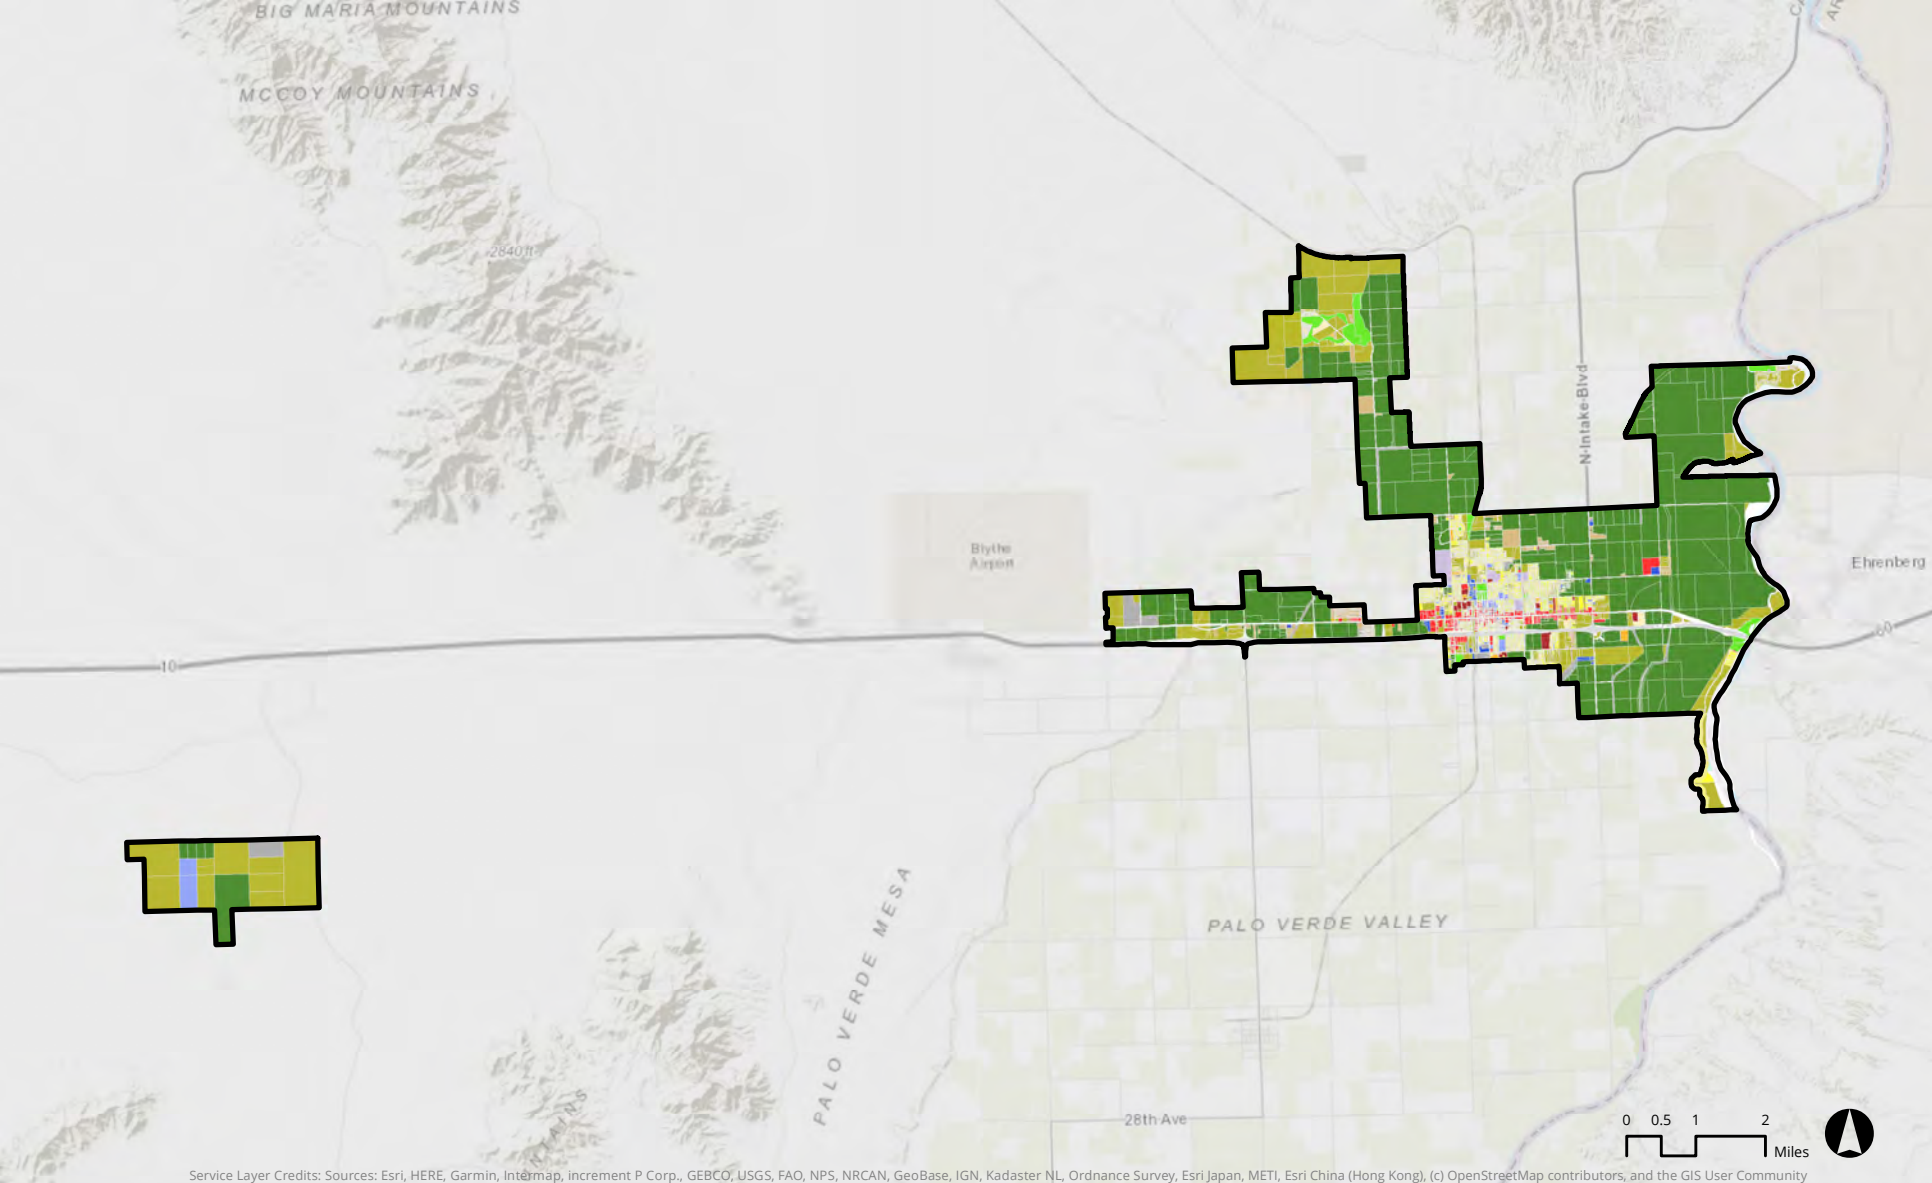 BIG MARIA MOUNTAINS
MCCOY MOUNTAINS
2840 ft
N Intake Blvd
Blythe
Airport
Ehrenberg
60
10
PALO VERDE MESA
PALO VERDE VALLEY
28th Ave
0 0.5 1 2
Miles
Service Layer Credits: Sources: Esri, HERE, Garmin, Intermap, increment P Corp., GEBCO, USGS, FAO, NPS, NRCAN, GeoBase, IGN, Kadaster NL, Ordnance Survey, Esri Japan, METI, Esri China (Hong Kong), (c) OpenStreetMap contributors, and the GIS User Community